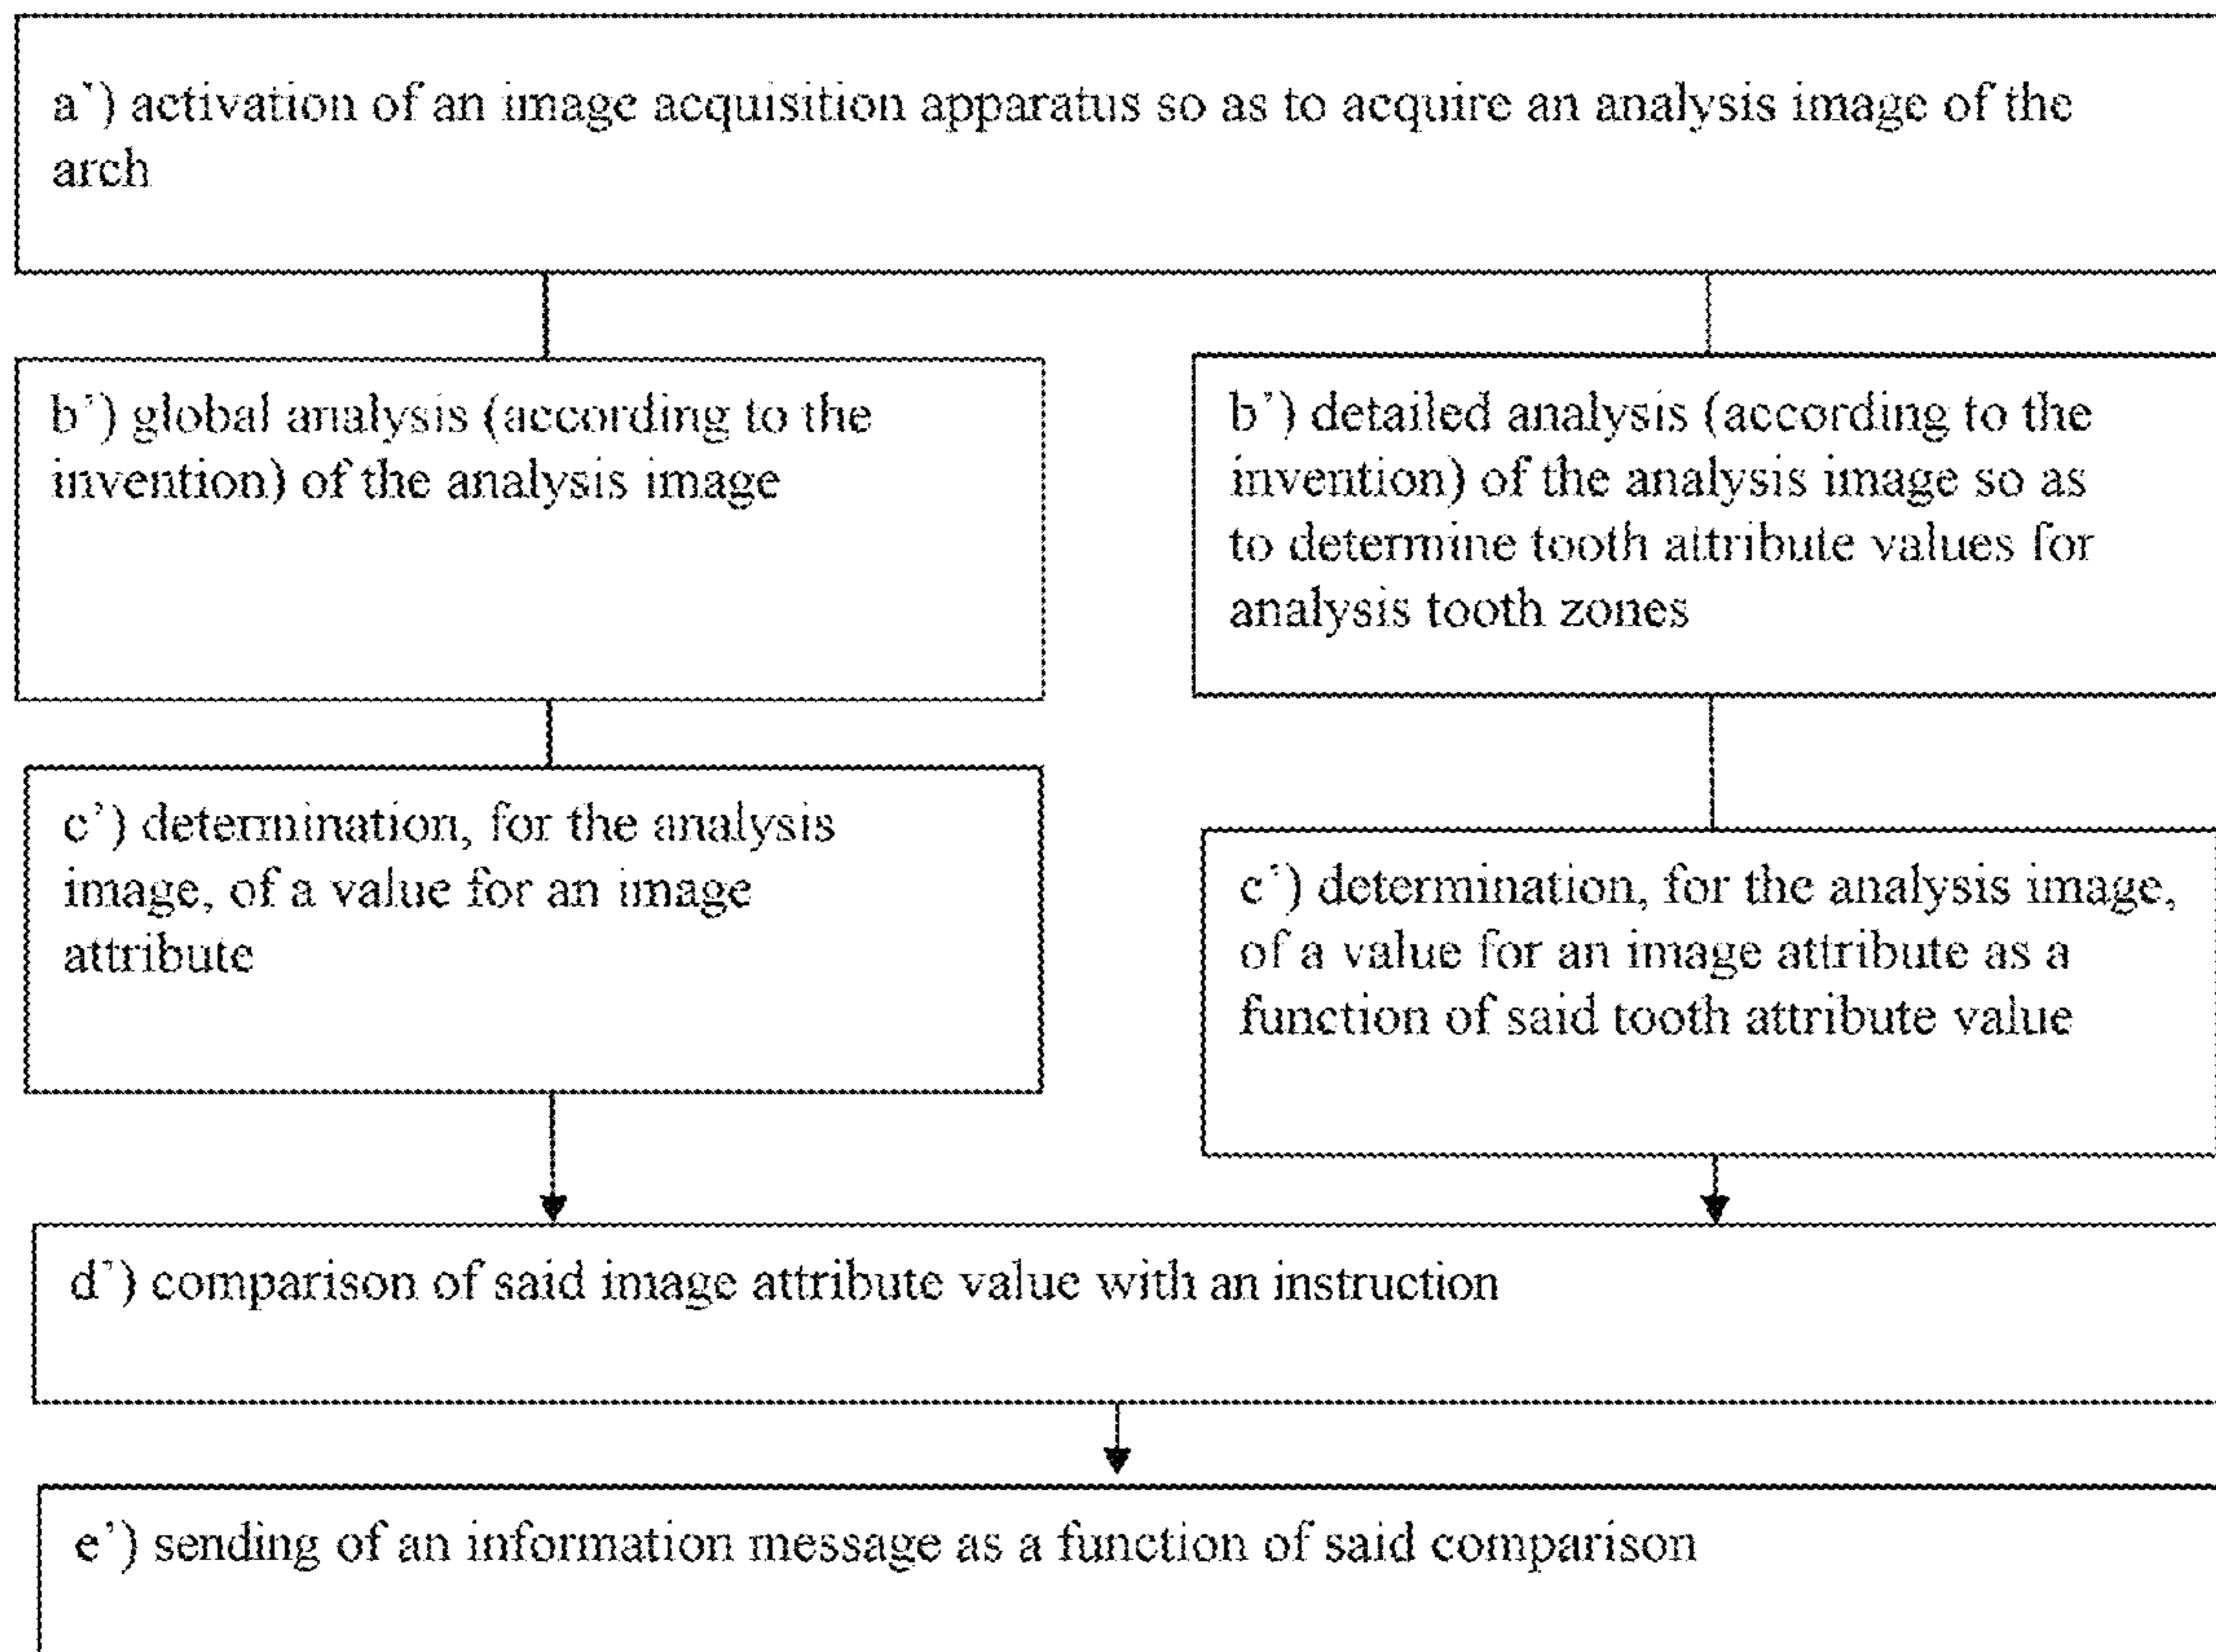 a’) activation of an image acquisition apparatus so as to acquire an analysis image of the
arch
b’) global analysis (according to the
invention) of the analysis image
b’) detailed analysis (according to the
invention) of the analysis image so as
to determine tooth attribute values for
analysis tooth zones
c’) determination, for the analysis
image, of a value for an image
attribute
c’) determination, for the analysis image,
of a value for an image attribute as a
function of said tooth attribute value
d’) comparison of said image attribute value with an instruction
e’) sending of an information message as a function of said comparison